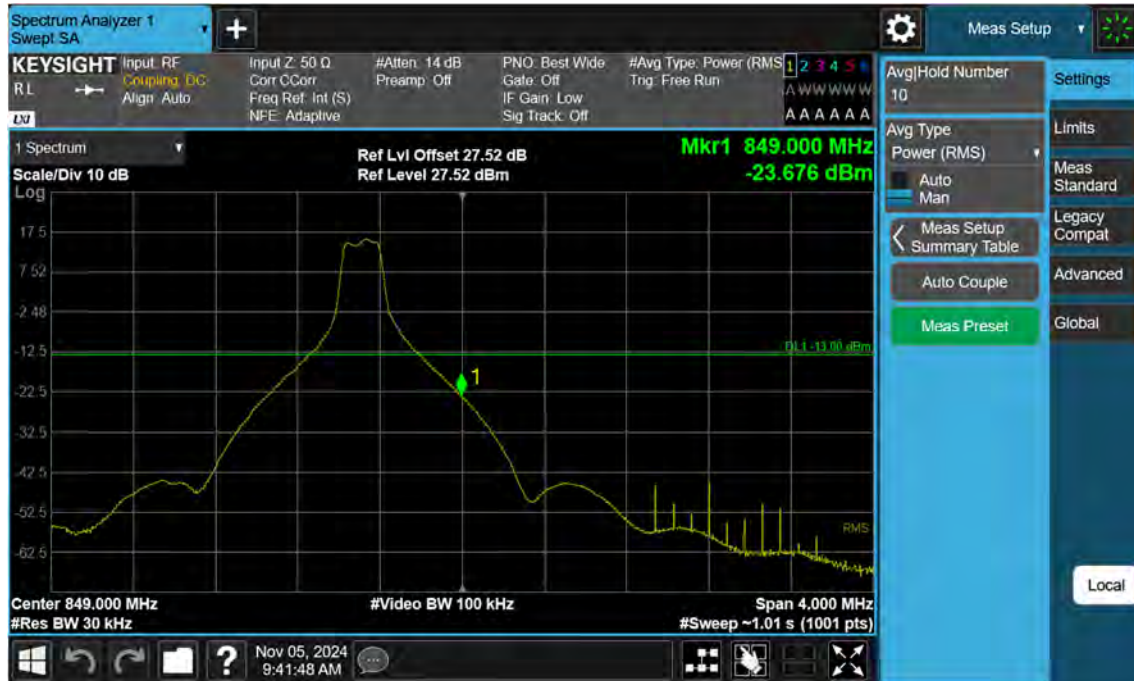 Spectrum Analyzer 1
Swept SA
Meas Setup
KEYSIGHT
R L
LXI
Input: RF
Coupling: DC
Align: Auto
Input Z: 50 Ω
Corr CCorr
Freq Ref: Int (S)
NFE: Adaptive
#Atten: 14 dB
Preamp: Off
PNO: Best Wide
Gate: Off
IF Gain: Low
Sig Track: Off
#Avg Type: Power (RMS
Trig: Free Run
1 2 3 4 5 6
A W W W W W
A A A A A A
1 Spectrum
Scale/Div 10 dB
Log
Ref Lvl Offset 27.52 dB
Ref Level 27.52 dBm
Mkr1 849.000 MHz
-23.676 dBm
17.5
7.52
-2.48
-12.5
DL1 -13.00 dBm
1
-22.5
-32.5
-42.5
-52.5
RMS
-62.5
Center 849.000 MHz
#Res BW 30 kHz
#Video BW 100 kHz
Span 4.000 MHz
#Sweep ~1.01 s (1001 pts)
Avg|Hold Number
10
Avg Type
Power (RMS)
Auto
Man
Meas Setup
Summary Table
Auto Couple
Meas Preset
Settings
Limits
Meas
Standard
Legacy
Compat
Advanced
Global
Local
Nov 05, 2024
9:41:48 AM